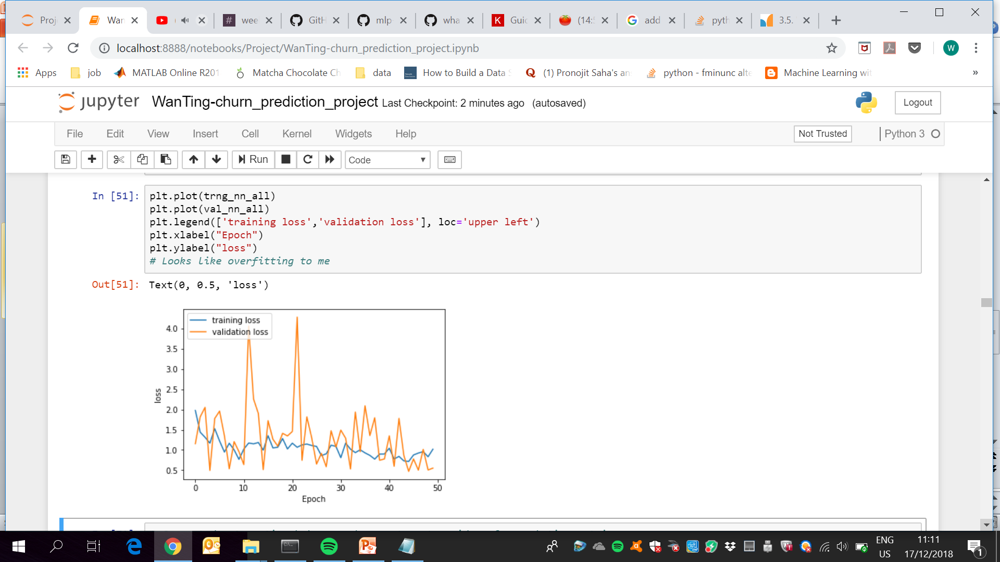 Proj
Wan
wee
GitH
mlp
wha
K
Guic
(14:5
add
pyth
3.5.
localhost:8888/notebooks/Project/WanTing-churn_prediction_project.ipynb
W
Apps
job
MATLAB Online R201
Matcha Chocolate Ch
data
How to Build a Data S
(1) Pronojit Saha's an
python - fminunc alte
Machine Learning wit
»
jupyter
WanTing-churn_prediction_project Last Checkpoint: 2 minutes ago (autosaved)
Logout
File Edit View Insert Cell Kernel Widgets Help
Not Trusted
Python 3
Run
Code
In [51]:
plt.plot(trng_nn_all)
plt.plot(val_nn_all)
plt.legend(['training loss','validation loss'], loc='upper left')
plt.xlabel("Epoch")
plt.ylabel("loss")
# Looks like overfitting to me
Out[51]: Text(0, 0.5, 'loss')
training loss
validation loss
4.0
3.5
3.0
2.5
2.0
1.5
1.0
0.5
loss
0 10 20 30 40 50
Epoch
ENG
US
11:11
17/12/2018
1